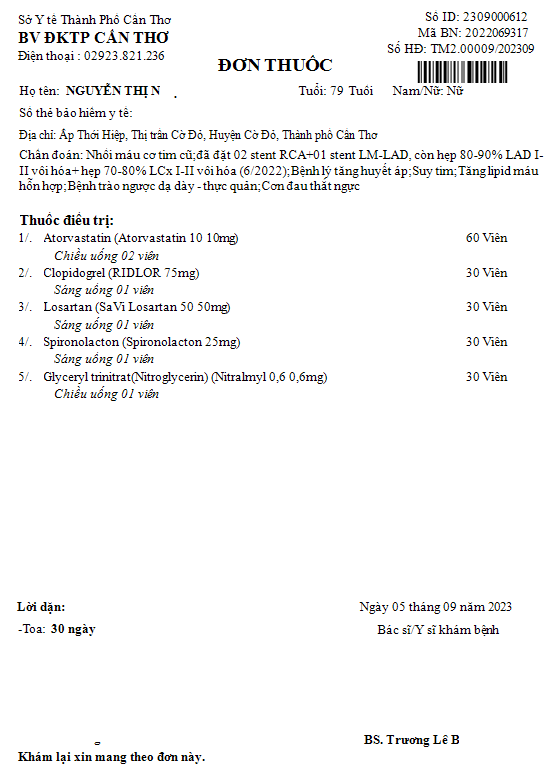 Sở Y tế Thành Phố Cần Thơ
BV ĐKTP CẦN THƠ
Điện thoại : 02923.821.236
Số ID: 2309000612
Mã BN: 2022069317
Số HĐ: TM2.00009/202309
ĐƠN THUỐC
Họ tên: NGUYỄN THỊ N .
Tuổi: 79 Tuổi Nam/Nữ: Nữ
Số thẻ bảo hiểm y tế:
Địa chỉ: Ấp Thới Hiệp, Thị trấn Cờ Đỏ, Huyện Cờ Đỏ, Thành phố Cần Thơ
Chẩn đoán: Nhồi máu cơ tim cũ;đã đặt 02 stent RCA+01 stent LM-LAD, còn hẹp 80-90% LAD I-
II vôi hóa+ hẹp 70-80% LCx I-II vôi hóa (6/2022);Bệnh lý tăng huyết áp;Suy tim;Tăng lipid máu
hỗn hợp;Bệnh trào ngược dạ dày - thực quản;Cơn đau thắt ngực
Thuốc điều trị:
1/. Atorvastatin (Atorvastatin 10 10mg) 60 Viên
Chiều uống 02 viên
2/. Clopidogrel (RIDLOR 75mg) 30 Viên
Sáng uống 01 viên
3/. Losartan (SaVi Losartan 50 50mg) 30 Viên
Sáng uống 01 viên
4/. Spironolacton (Spironolacton 25mg) 30 Viên
Sáng uống 01 viên
5/. Glyceryl trinitrat(Nitroglycerin) (Nitralmyl 0,6 0,6mg) 30 Viên
Chiều uống 01 viên
Lời dặn:
-Toa: 30 ngày
Ngày 05 tháng 09 năm 2023
Bác sĩ/Y sĩ khám bệnh
BS. Trương Lê B
Khám lại xin mang theo đơn này.